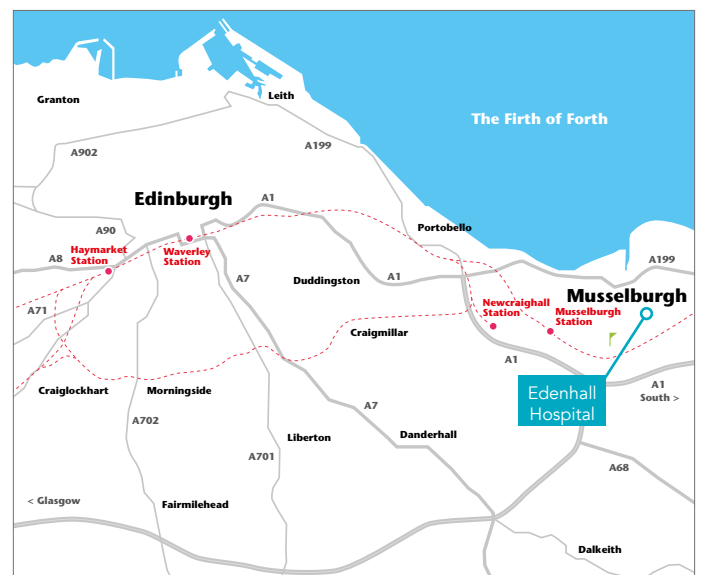 Granton
Leith
The Firth of Forth
A902
A199
Edinburgh
A1
A90
Portobello
Haymarket
Station
A8
Waverley
Station
A199
A7
Duddingston
A1
Musselburgh
Newcraighall
Station
Musselburgh
Station
A71
Craigmillar
A1
Edenhall
Hospital
A1
South >
Craiglockhart
Morningside
A702
A7
Liberton
Danderhall
A701
A68
< Glasgow
Fairmilehead
Dalkeith